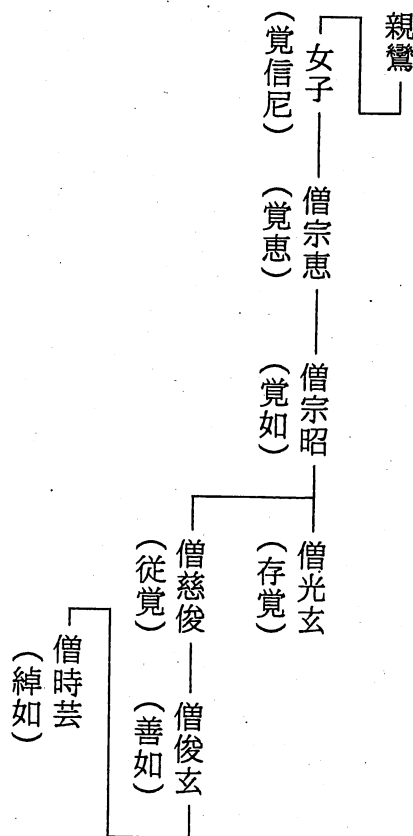 親鸞
女子
（覚信尼）
僧宗恵
（覚恵）
僧宗昭
（覚如）
僧光玄
（存覚）
僧慈俊
（従覚）
僧俊玄
（善如）
僧時芸
（綽如）